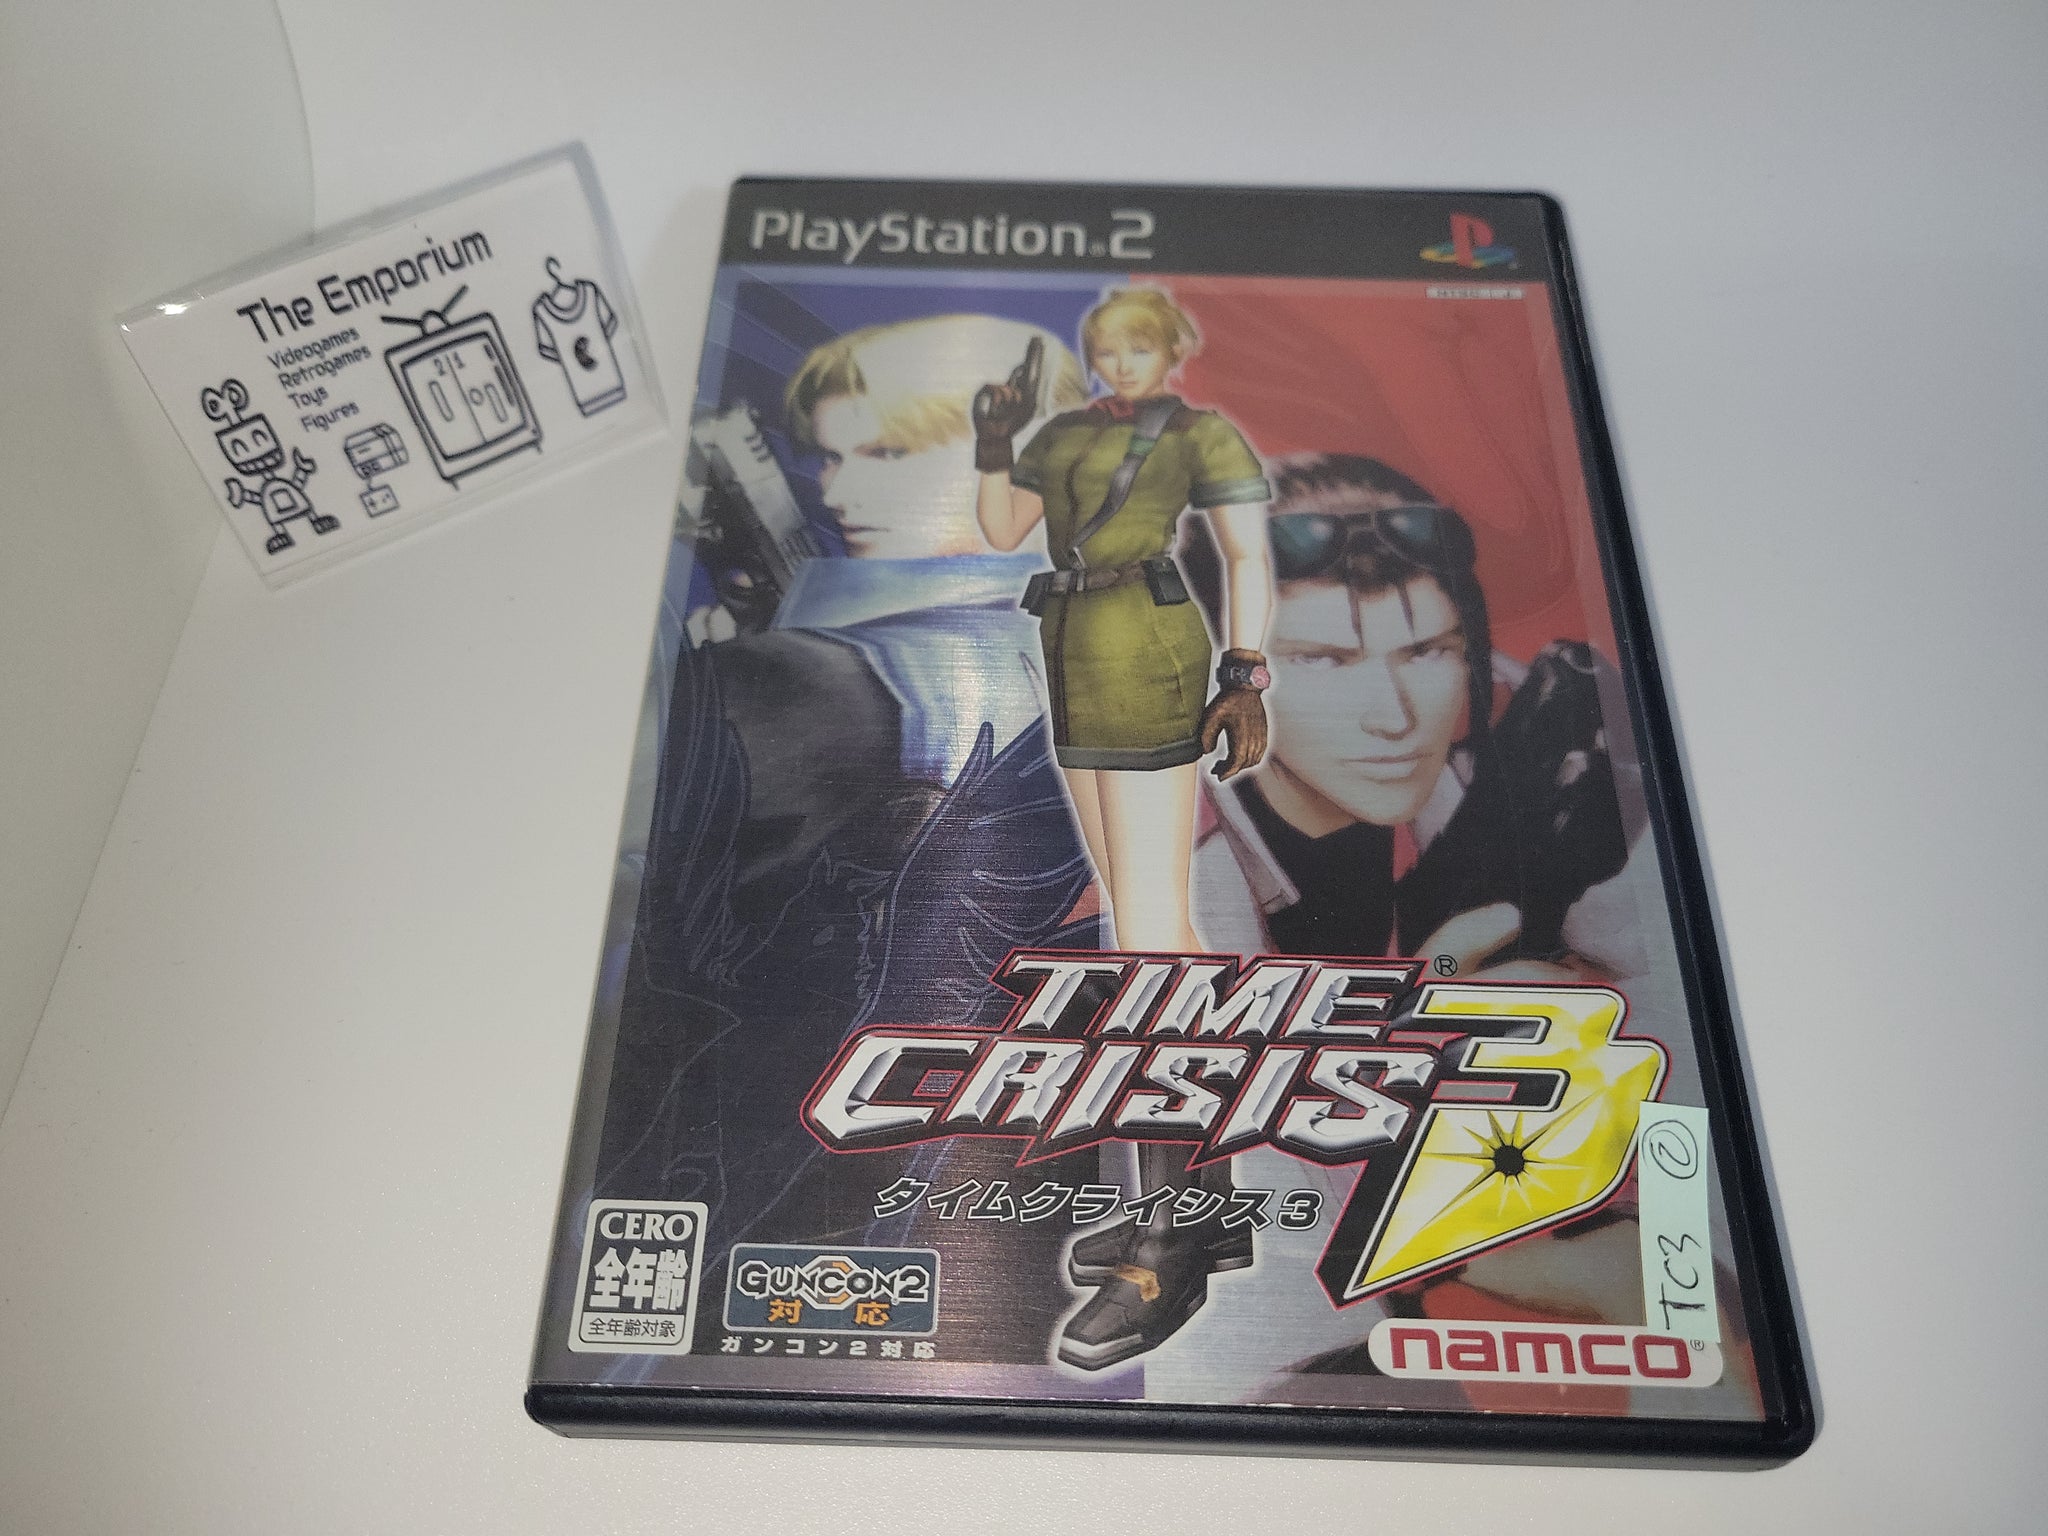 The Emporium
Videogames
Retrogames
Toys
Figures
PlayStation®2
TIME®
CRISIS 3
タイムクライシス3
CERO
全年齢
全年齢対象
GUNCON2
対応
ガンコン2対応
TC3 ②
namco®